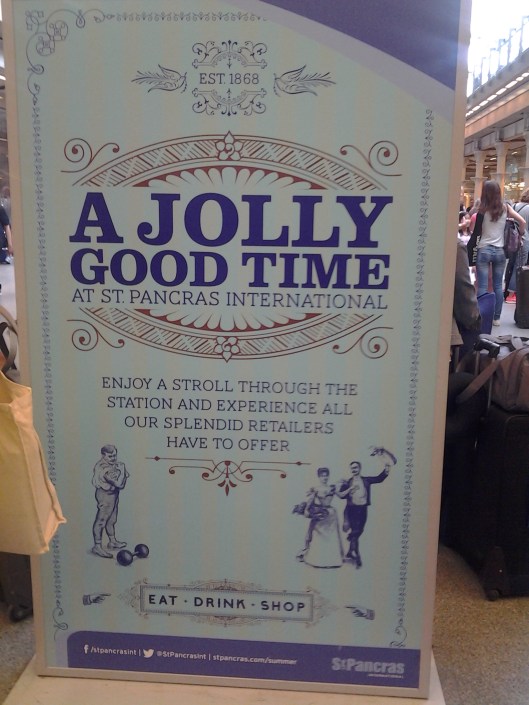 EST. 1868
A JOLLY
GOOD TIME
AT ST. PANCRAS INTERNATIONAL
ENJOY A STROLL THROUGH THE
STATION AND EXPERIENCE ALL
OUR SPLENDID RETAILERS
HAVE TO OFFER
EAT · DRINK · SHOP
f /stpancrasint | @StPancrasint | stpancras.com/summer
StPancras